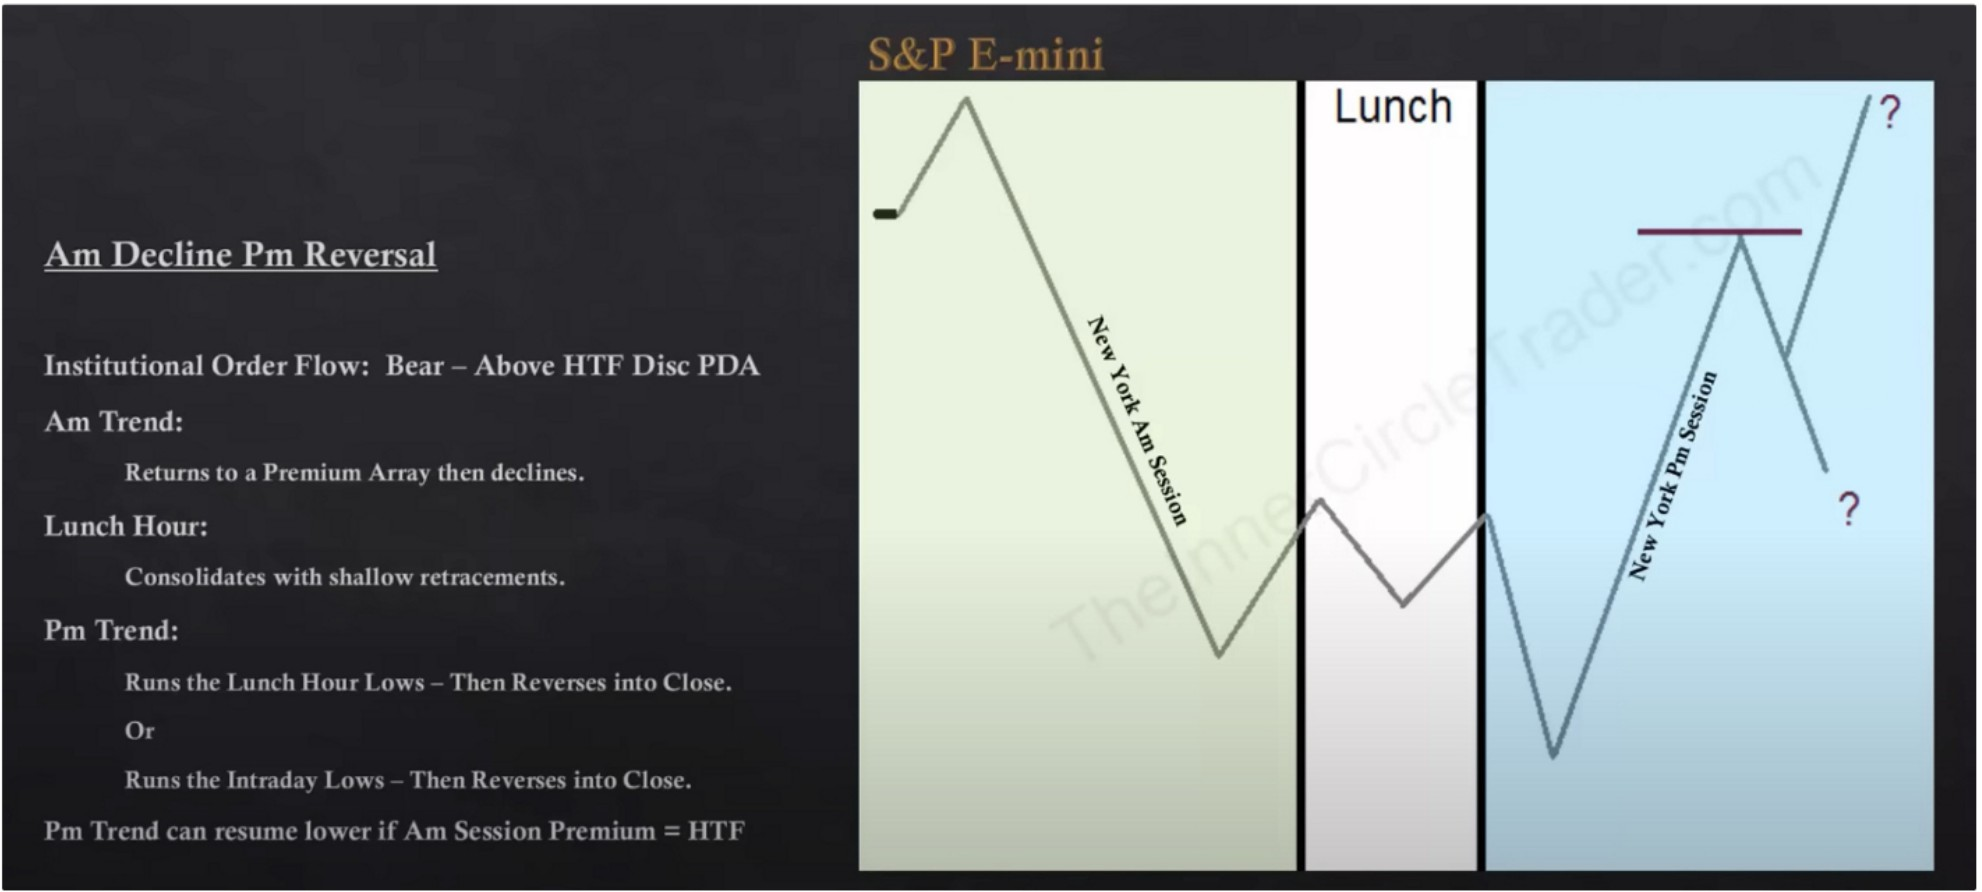 S&P E-mini
Am Decline Pm Reversal
Institutional Order Flow:  Bear – Above HTF Disc PDA
Am Trend:
Returns to a Premium Array then declines.
Lunch Hour:
Consolidates with shallow retracements.
Pm Trend:
Runs the Lunch Hour Lows – Then Reverses into Close.
Or
Runs the Intraday Lows – Then Reverses into Close.
Pm Trend can resume lower if Am Session Premium = HTF
New York Am Session
Lunch
New York Pm Session
?
?
TheInnerCircleTrader.com